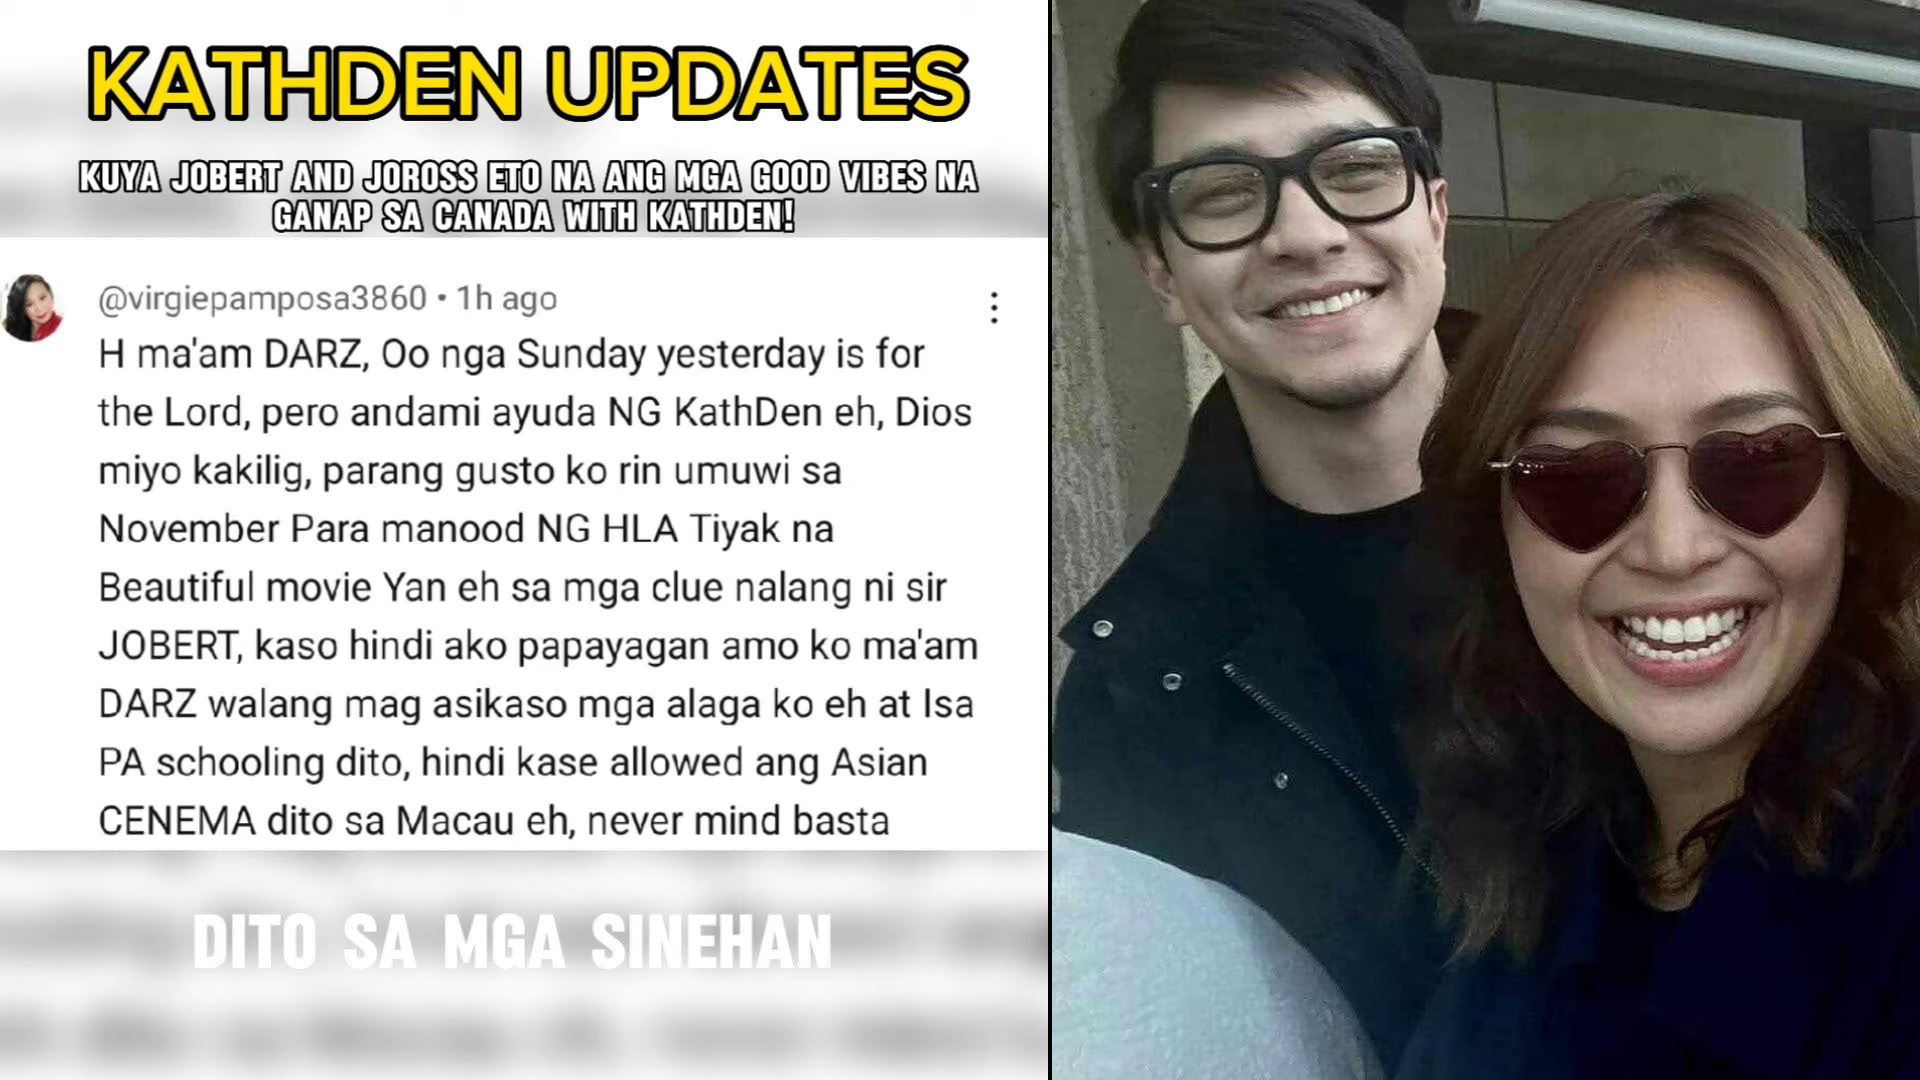 KATHDEN UPDATES
KUYA JOBERT AND JOROSS ETO NA ANG MGA GOOD VIBES NA
GANAP SA CANADA WITH KATHDEN!
@virgiepamposa3860 • 1h ago
H ma'am DARZ, Oo nga Sunday yesterday is for
the Lord, pero andami ayuda NG KathDen eh, Dios
miyo kakilig, parang gusto ko rin umuwi sa
November Para manood NG HLA Tiyak na
Beautiful movie Yan eh sa mga clue nalang ni sir
JOBERT, kaso hindi ako papayagan amo ko ma'am
DARZ walang mag asikaso mga alaga ko eh at Isa
PA schooling dito, hindi kase allowed ang Asian
CENEMA dito sa Macau eh, never mind basta
DITO SA MGA SINEHAN